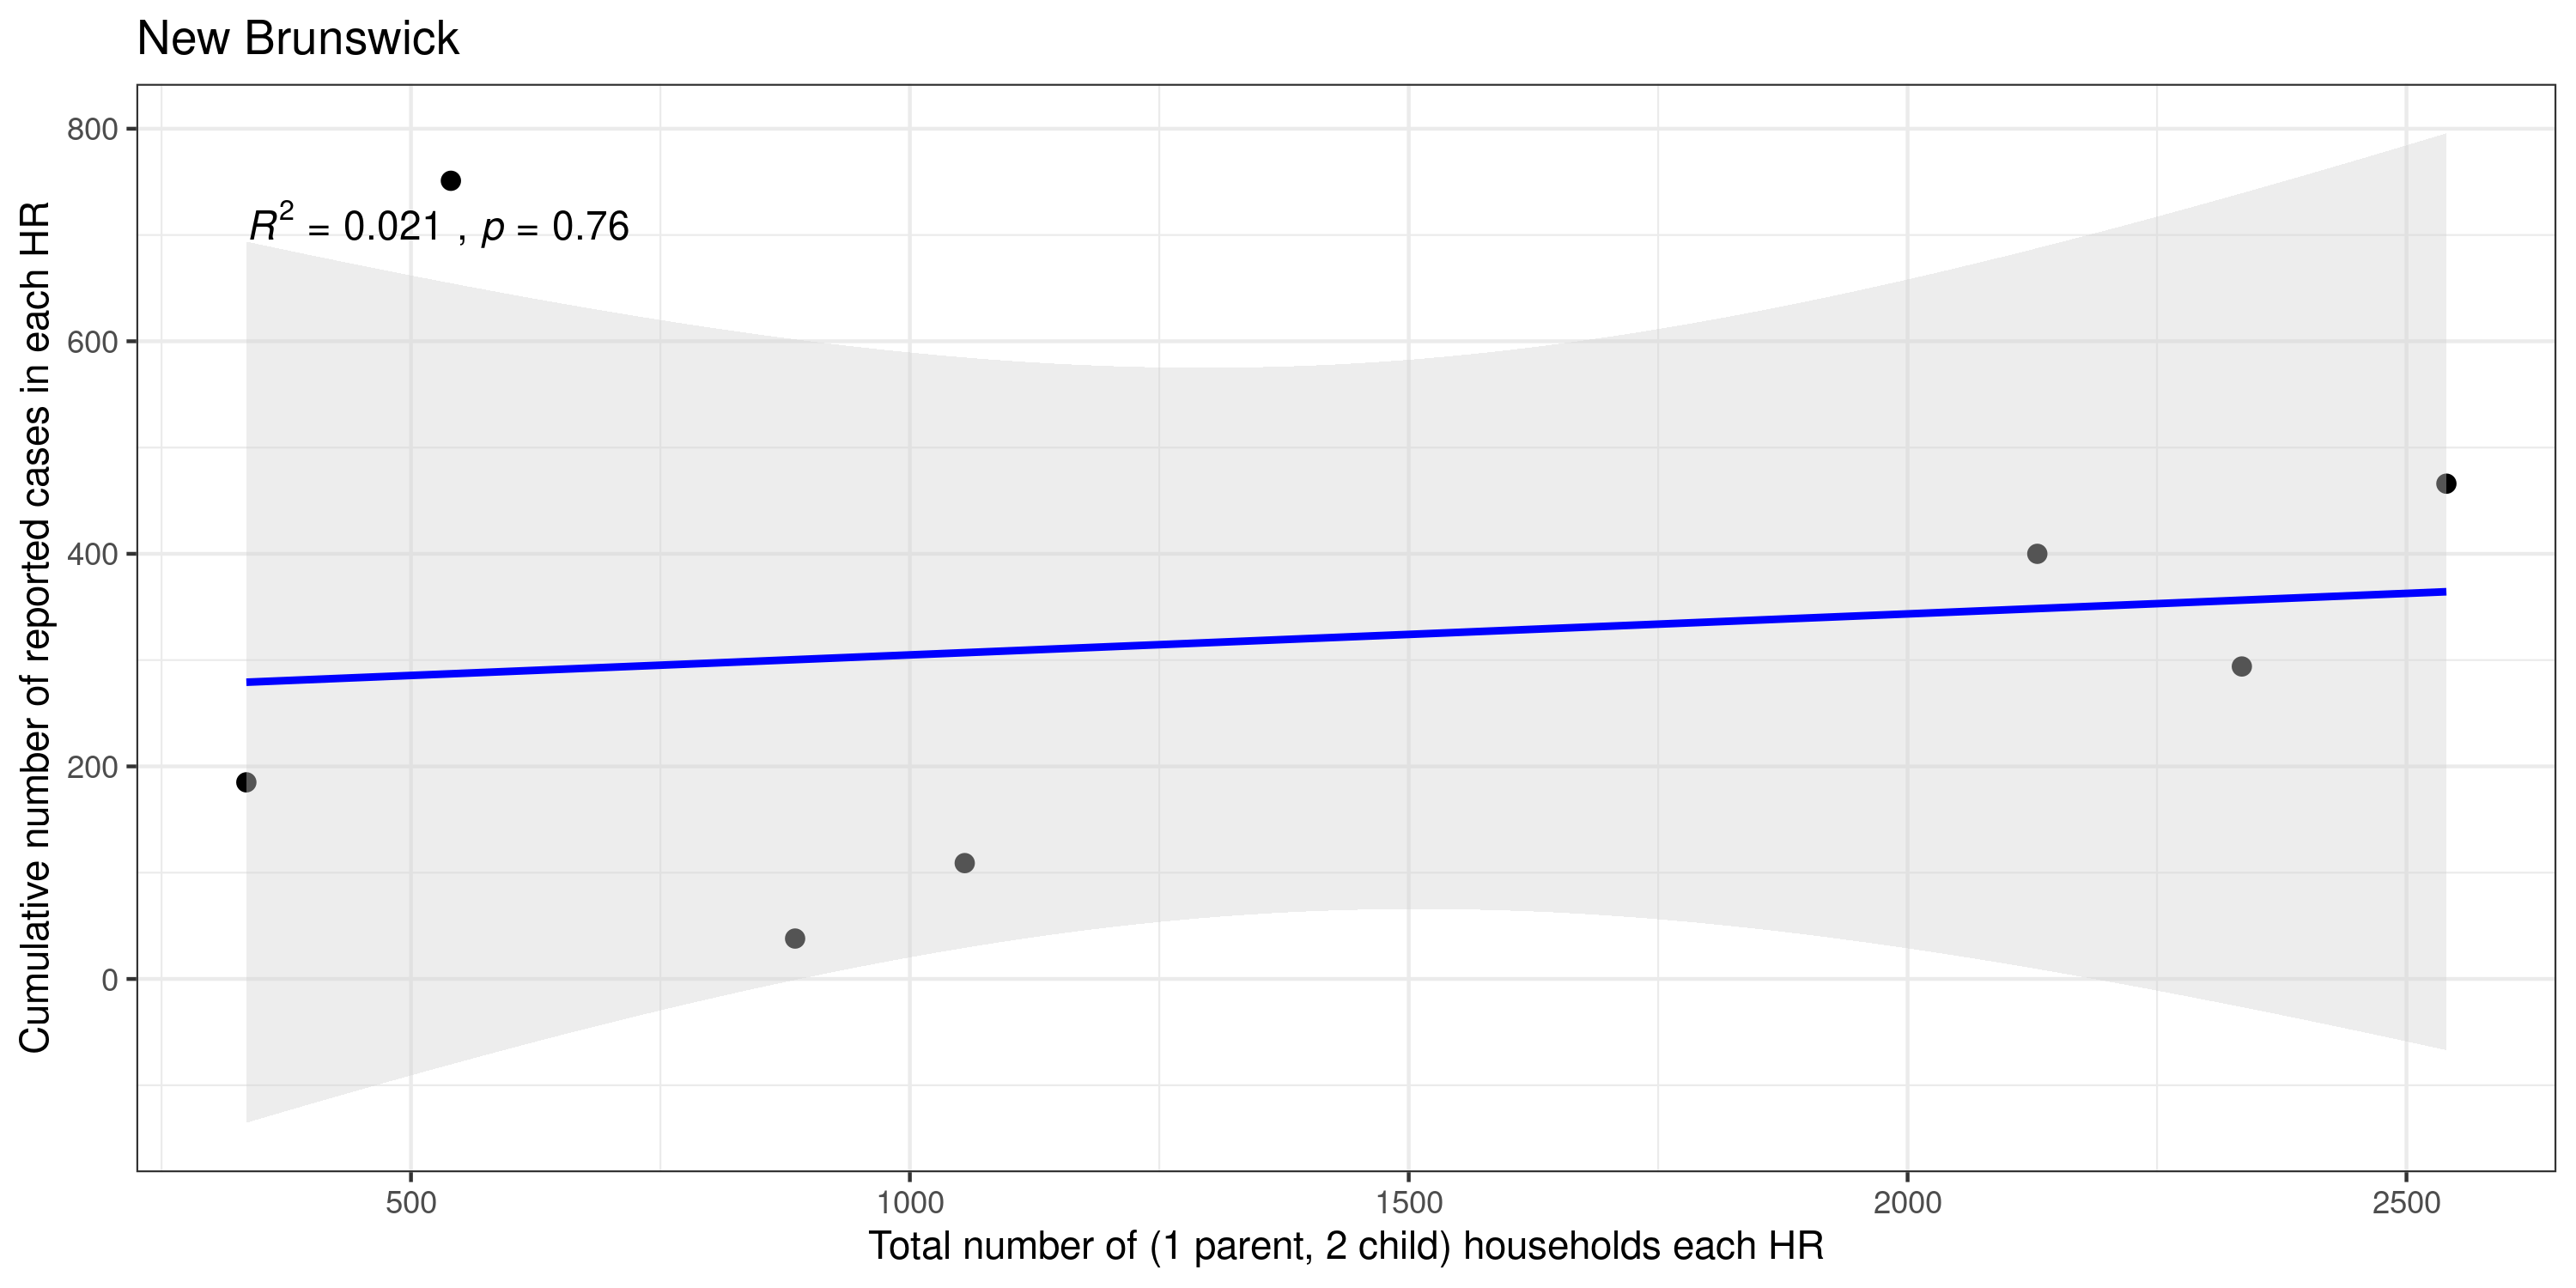 New Brunswick
Cumulative number of reported cases in each HR
800
600
400
200
0
R² = 0.021 , p = 0.76
500 1000 1500 2000 2500
Total number of (1 parent, 2 child) households each HR